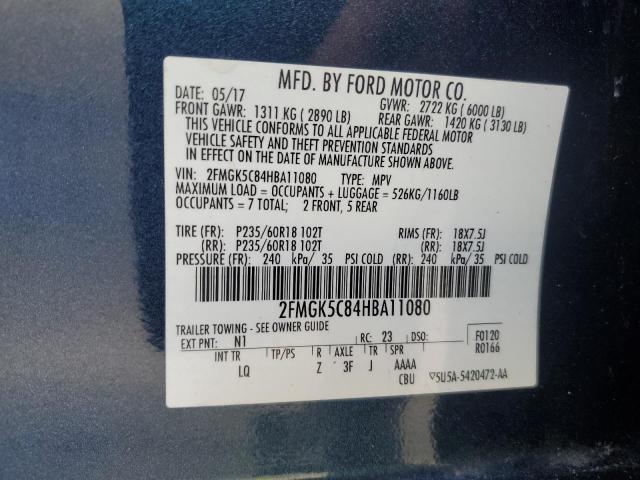 MFD. BY FORD MOTOR CO.
DATE: 05/17 GVWR: 2722 KG ( 6000 LB)
FRONT GAWR: 1311 KG ( 2890 LB) REAR GAWR: 1420 KG ( 3130 LB)
THIS VEHICLE CONFORMS TO ALL APPLICABLE FEDERAL MOTOR
VEHICLE SAFETY AND THEFT PREVENTION STANDARDS
IN EFFECT ON THE DATE OF MANUFACTURE SHOWN ABOVE.
VIN: 2FMGK5C84HBA11080 TYPE: MPV
MAXIMUM LOAD = OCCUPANTS + LUGGAGE = 526KG/1160LB
OCCUPANTS = 7 TOTAL; 2 FRONT, 5 REAR
TIRE (FR): P235/60R18 102T RIMS (FR): 18X7.5J
(RR): P235/60R18 102T (RR): 18X7.5J
PRESSURE (FR): 240 kPa/ 35 PSI COLD (RR): 240 kPa/ 35 PSI COLD
2FMGK5C84HBA11080
TRAILER TOWING - SEE OWNER GUIDE
EXT PNT: N1 RC: 23 DSO: F0120
R0166
INT TR TP/PS R AXLE TR SPR
LQ Z 3F J AAAA
CBU 5U5A-5420472-AA